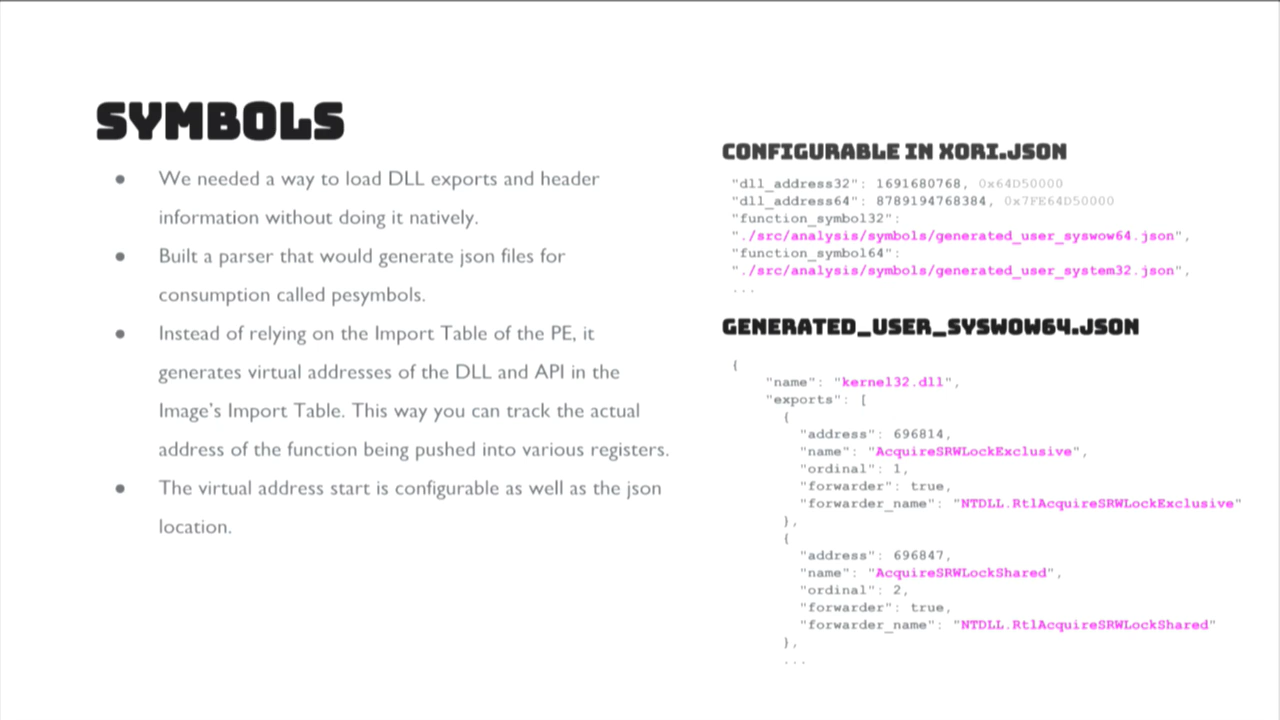 SYMBOLS
● We needed a way to load DLL exports and header
information without doing it natively.
● Built a parser that would generate json files for
consumption called pesymbols.
● Instead of relying on the Import Table of the PE, it
generates virtual addresses of the DLL and API in the
Image's Import Table. This way you can track the actual
address of the function being pushed into various registers.
● The virtual address start is configurable as well as the json
location.
CONFIGURABLE IN XORI.JSON
"dll_address32": 1691680768, 0x64D50000
"dll_address64": 8789194768384, 0x7FE64D50000
"function_symbol32":
"./src/analysis/symbols/generated_user_syswow64.json",
"function_symbol64":
"./src/analysis/symbols/generated_user_system32.json",
...
GENERATED_USER_SYSWOW64.JSON
{
"name": "kernel32.dll",
"exports": [
{
"address": 696814,
"name": "AcquireSRWLockExclusive",
"ordinal": 1,
"forwarder": true,
"forwarder_name": "NTDLL.RtlAcquireSRWLockExclusive"
},
{
"address": 696847,
"name": "AcquireSRWLockShared",
"ordinal": 2,
"forwarder": true,
"forwarder_name": "NTDLL.RtlAcquireSRWLockShared"
},
...